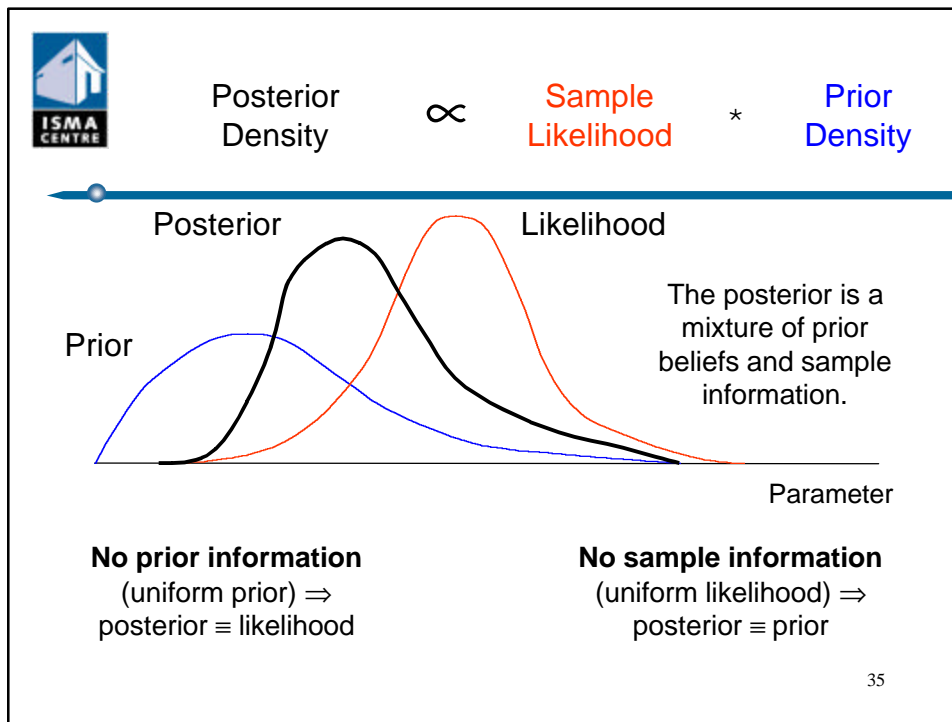 ISMA
CENTRE
Posterior
Density
∝
Sample
Likelihood
*
Prior
Density
Posterior
Likelihood
Prior
The posterior is a
mixture of prior
beliefs and sample
information.
Parameter
No prior information
(uniform prior) ⇒
posterior ≡ likelihood
No sample information
(uniform likelihood) ⇒
posterior ≡ prior
35